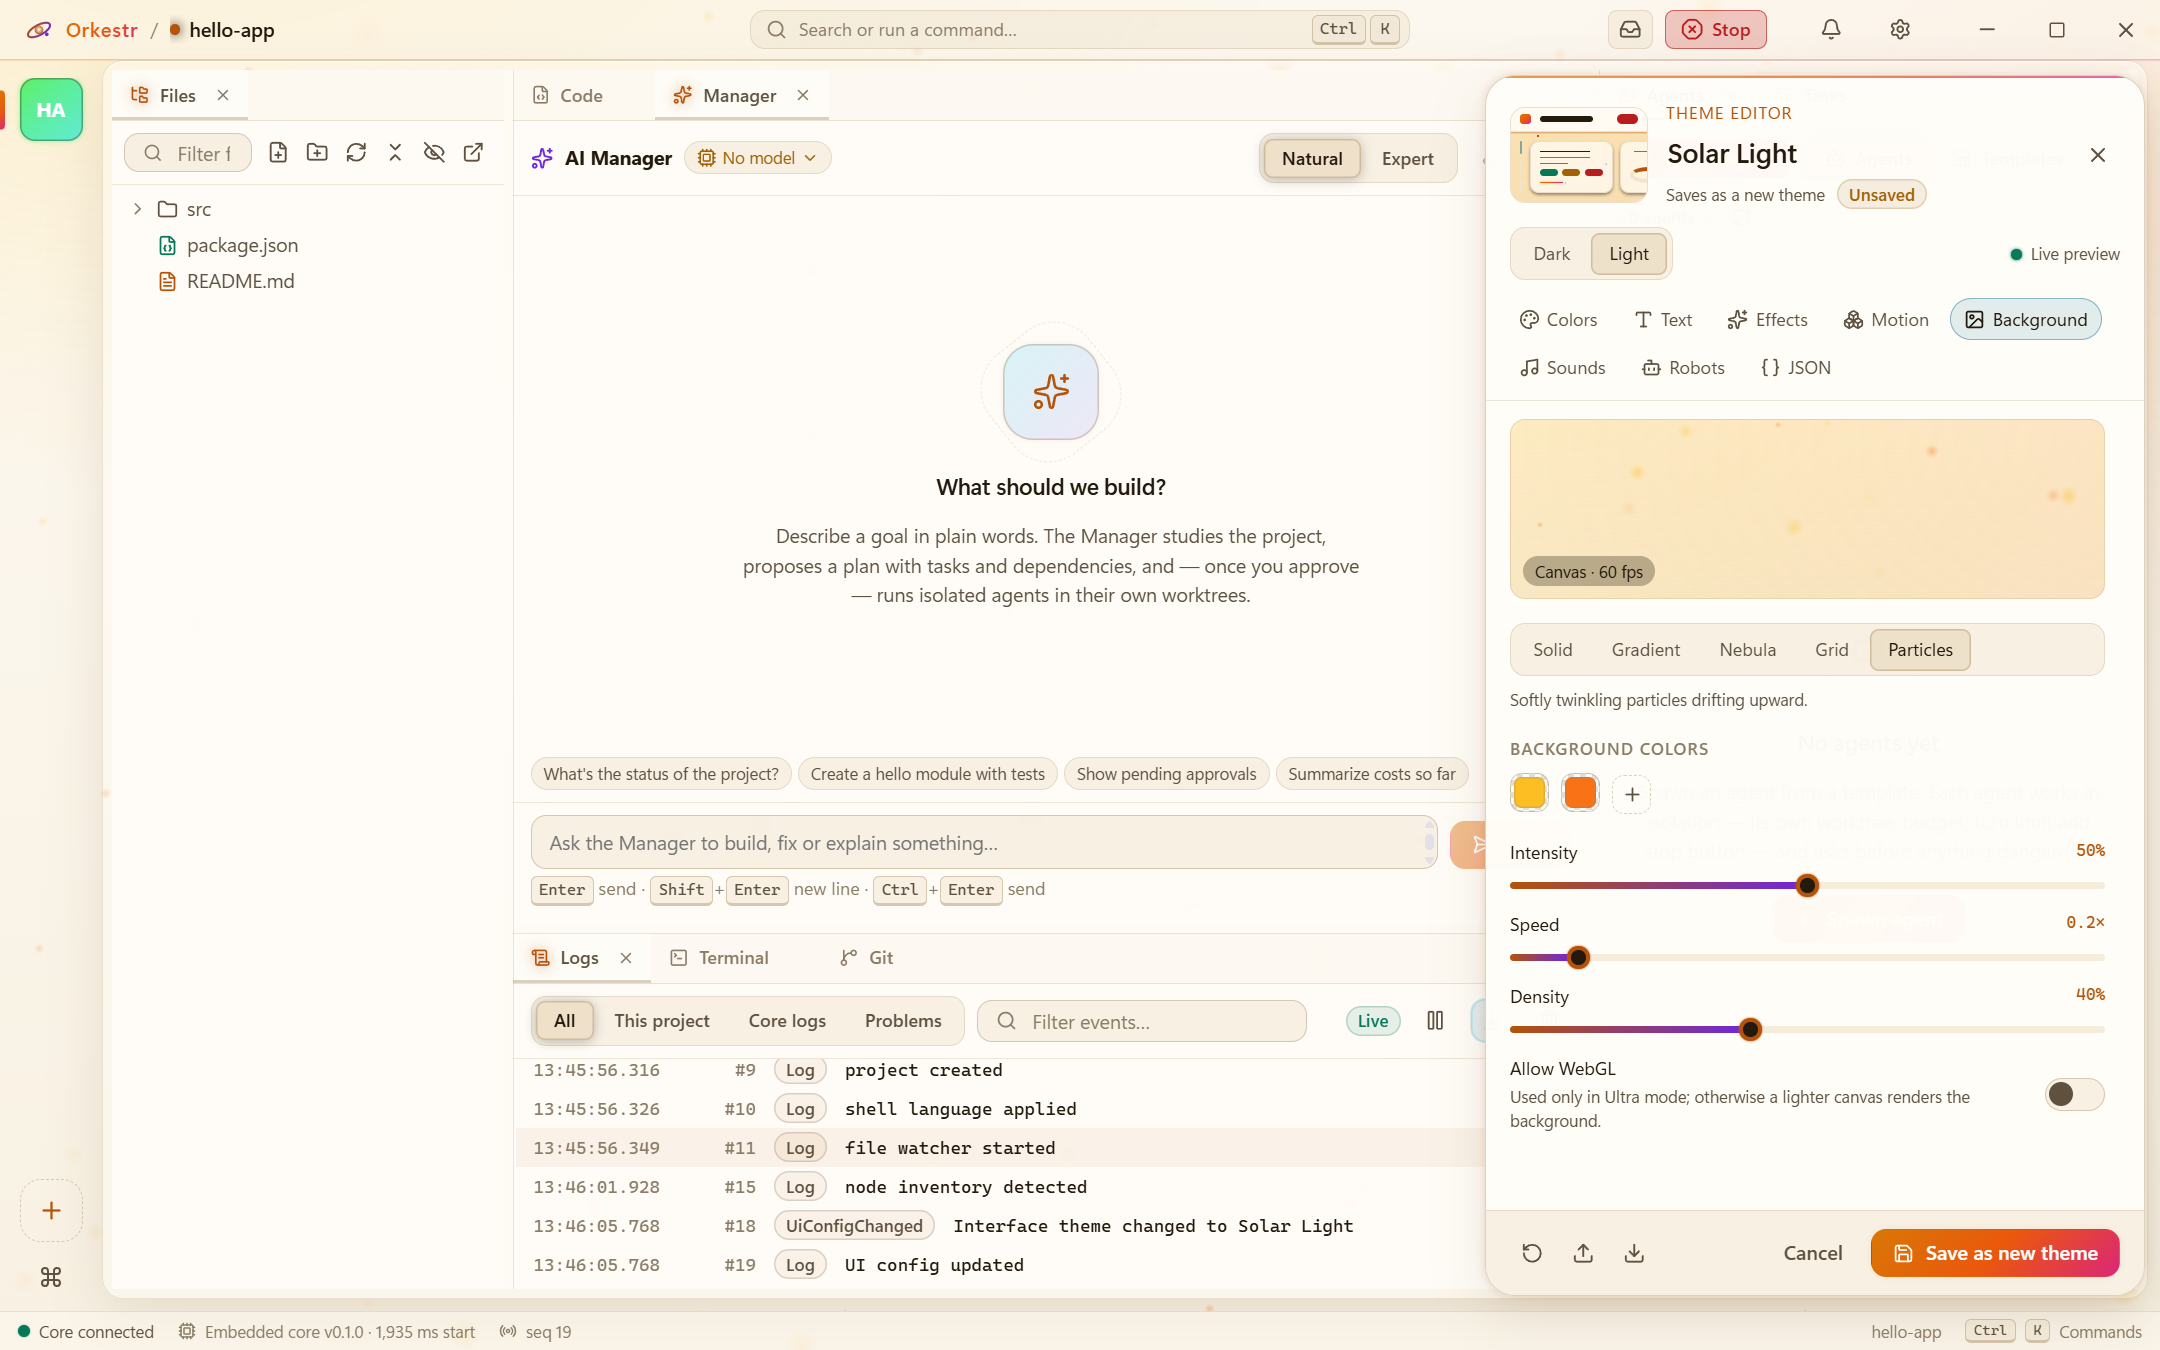 Orkestr / hello-app
Search or run a command...
Ctrl K
Stop
HA
Files
Filter f
src
package.json
README.md
Code
Manager
AI Manager
No model
Natural
Expert
What should we build?
Describe a goal in plain words. The Manager studies the project,
proposes a plan with tasks and dependencies, and — once you approve
— runs isolated agents in their own worktrees.
What's the status of the project?
Create a hello module with tests
Show pending approvals
Summarize costs so far
Ask the Manager to build, fix or explain something...
Enter send · Shift + Enter new line · Ctrl + Enter send
Logs
Terminal
Git
All
This project
Core logs
Problems
Filter events...
Live
13:45:56.316 #9 Log project created
13:45:56.326 #10 Log shell language applied
13:45:56.349 #11 Log file watcher started
13:46:01.928 #15 Log node inventory detected
13:46:05.768 #18 UiConfigChanged Interface theme changed to Solar Light
13:46:05.768 #19 Log UI config updated
THEME EDITOR
Solar Light
Saves as a new theme
Unsaved
Dark
Light
Live preview
Colors
Text
Effects
Motion
Background
Sounds
Robots
JSON
Canvas · 60 fps
Solid
Gradient
Nebula
Grid
Particles
Softly twinkling particles drifting upward.
BACKGROUND COLORS
No agents yet
Intensity 50%
Speed 0.2×
Density 40%
Allow WebGL
Used only in Ultra mode; otherwise a lighter canvas renders the
background.
Cancel
Save as new theme
Core connected
Embedded core v0.1.0 · 1,935 ms start
seq 19
hello-app
Ctrl K Commands